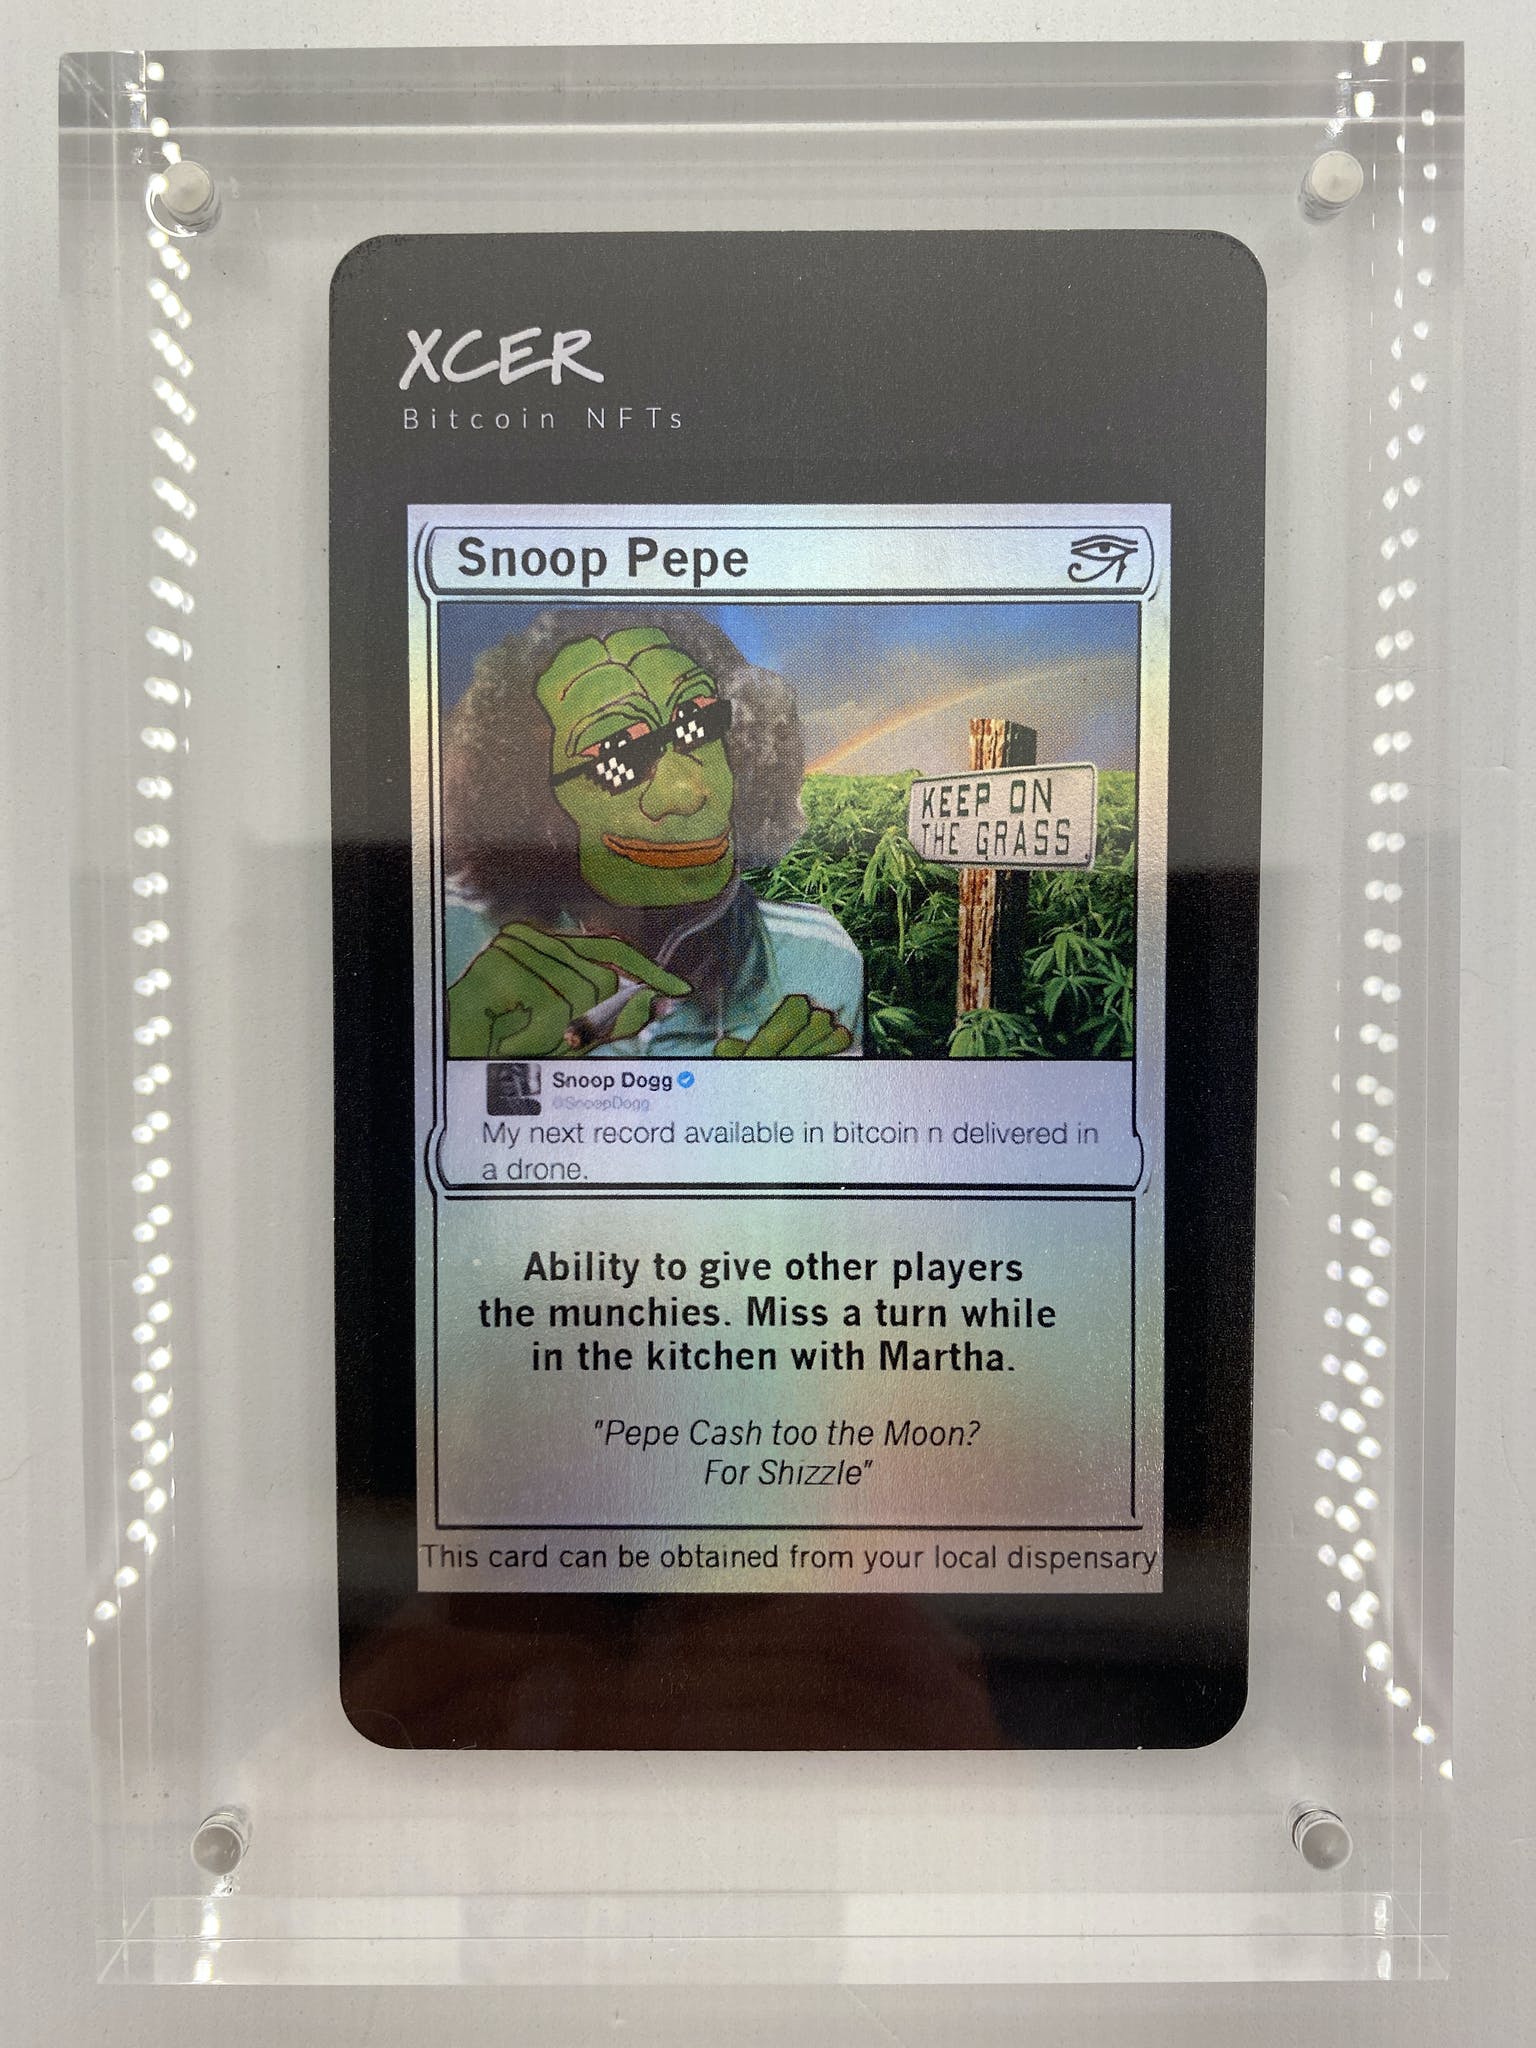 XCER
Bitcoin NFTs
Snoop Pepe
KEEP ON
THE GRASS
Snoop Dogg
@SnoopDogg
My next record available in bitcoin n delivered in
a drone.
Ability to give other players
the munchies. Miss a turn while
in the kitchen with Martha.
"Pepe Cash too the Moon?
For Shizzle"
This card can be obtained from your local dispensary